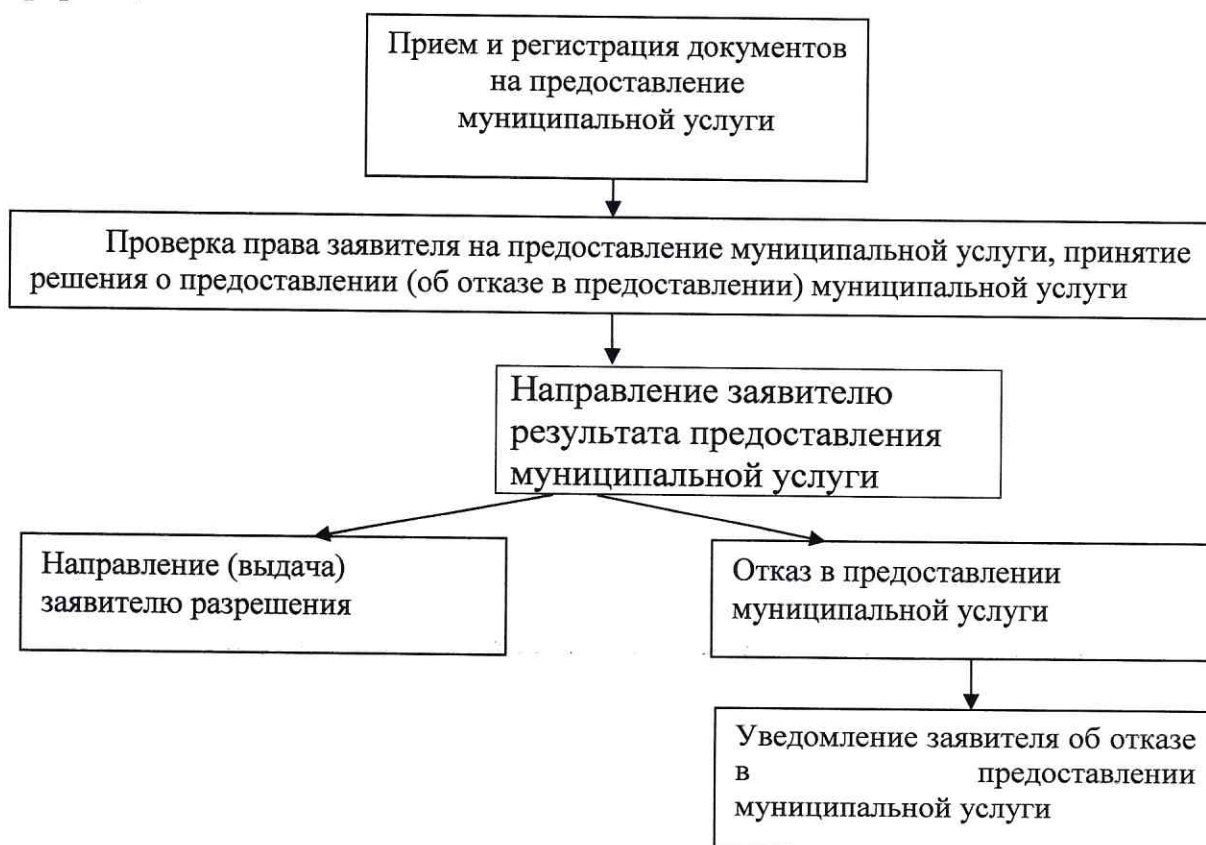 Прием и регистрация документов
на предоставление
муниципальной услуги
Проверка права заявителя на предоставление муниципальной услуги, принятие
решения о предоставлении (об отказе в предоставлении) муниципальной услуги
Направление заявителю
результата предоставления
муниципальной услуги
Направление (выдача)
заявителю разрешения
Отказ в предоставлении
муниципальной услуги
Уведомление заявителя об отказе
в предоставлении
муниципальной услуги